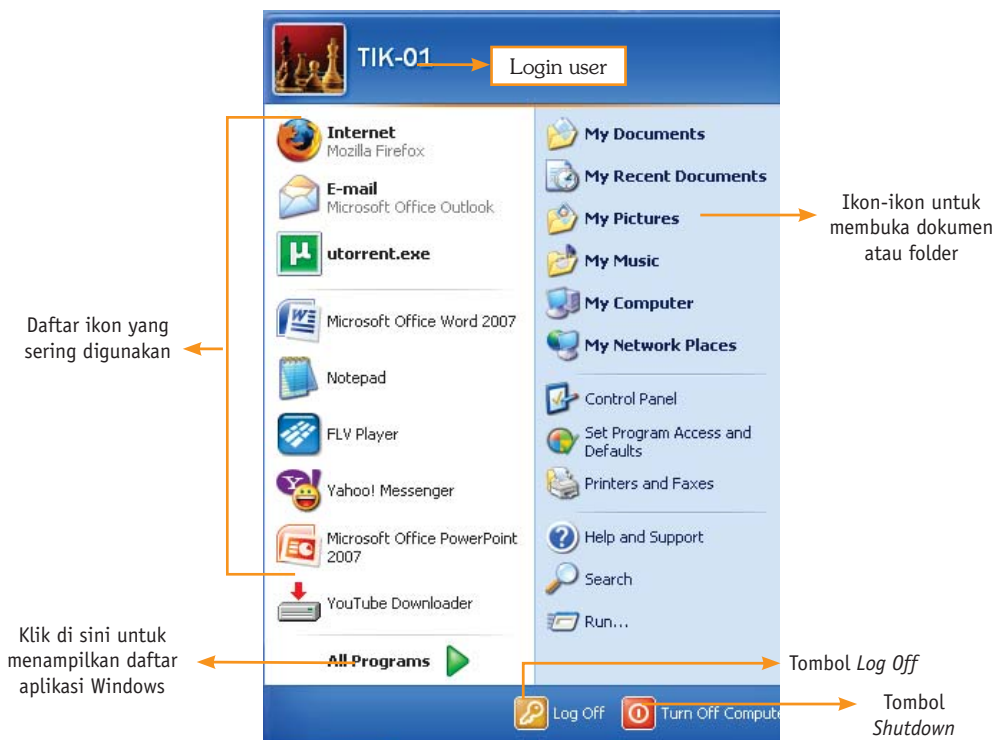 TIK-01
Login user
Internet
Mozilla Firefox
E-mail
Microsoft Office Outlook
utorrent.exe
Microsoft Office Word 2007
Notepad
FLV Player
Yahoo! Messenger
Microsoft Office PowerPoint
2007
YouTube Downloader
All Programs
My Documents
My Recent Documents
My Pictures
My Music
My Computer
My Network Places
Control Panel
Set Program Access and
Defaults
Printers and Faxes
Help and Support
Search
Run...
Log Off
Turn Off Compute
Daftar ikon yang
sering digunakan
Klik di sini untuk
menampilkan daftar
aplikasi Windows
Ikon-ikon untuk
membuka dokumen
atau folder
Tombol Log Off
Tombol
Shutdown